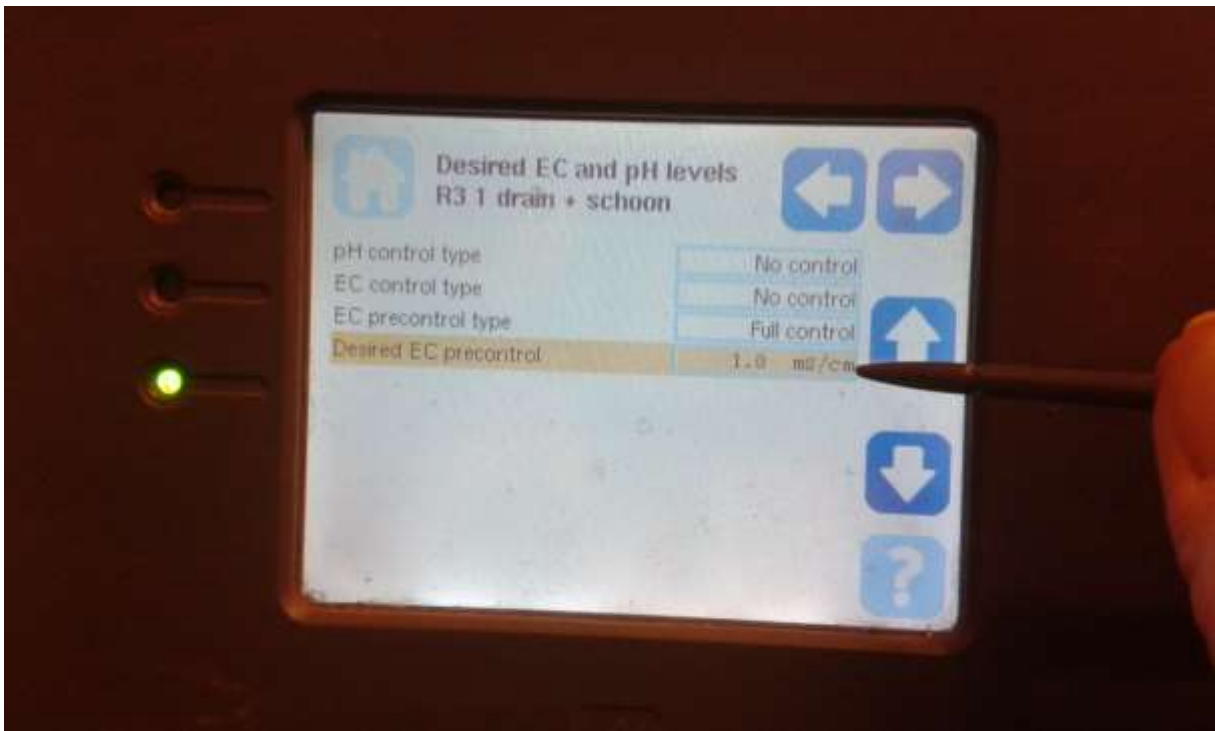 Desired EC and pH levels
R3 1 drain + schoon
pH control type No control
EC control type No control
EC precontrol type Full control
Desired EC precontrol 1.0 mS/cm
?